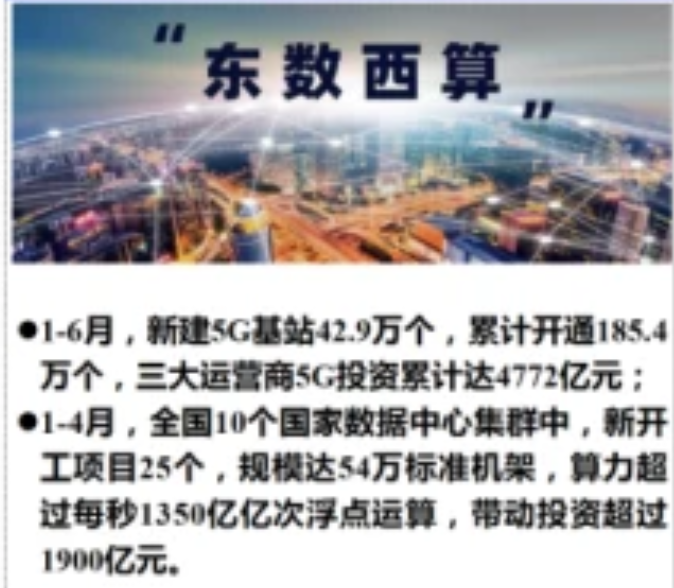 “东数西算”
●1-6月，新建5G基站42.9万个，累计开通185.4
万个，三大运营商5G投资累计达4772亿元；
●1-4月，全国10个国家数据中心集群中，新开
工项目25个，规模达54万标准机架，算力超
过每秒1350亿亿次浮点运算，带动投资超过
1900亿元。